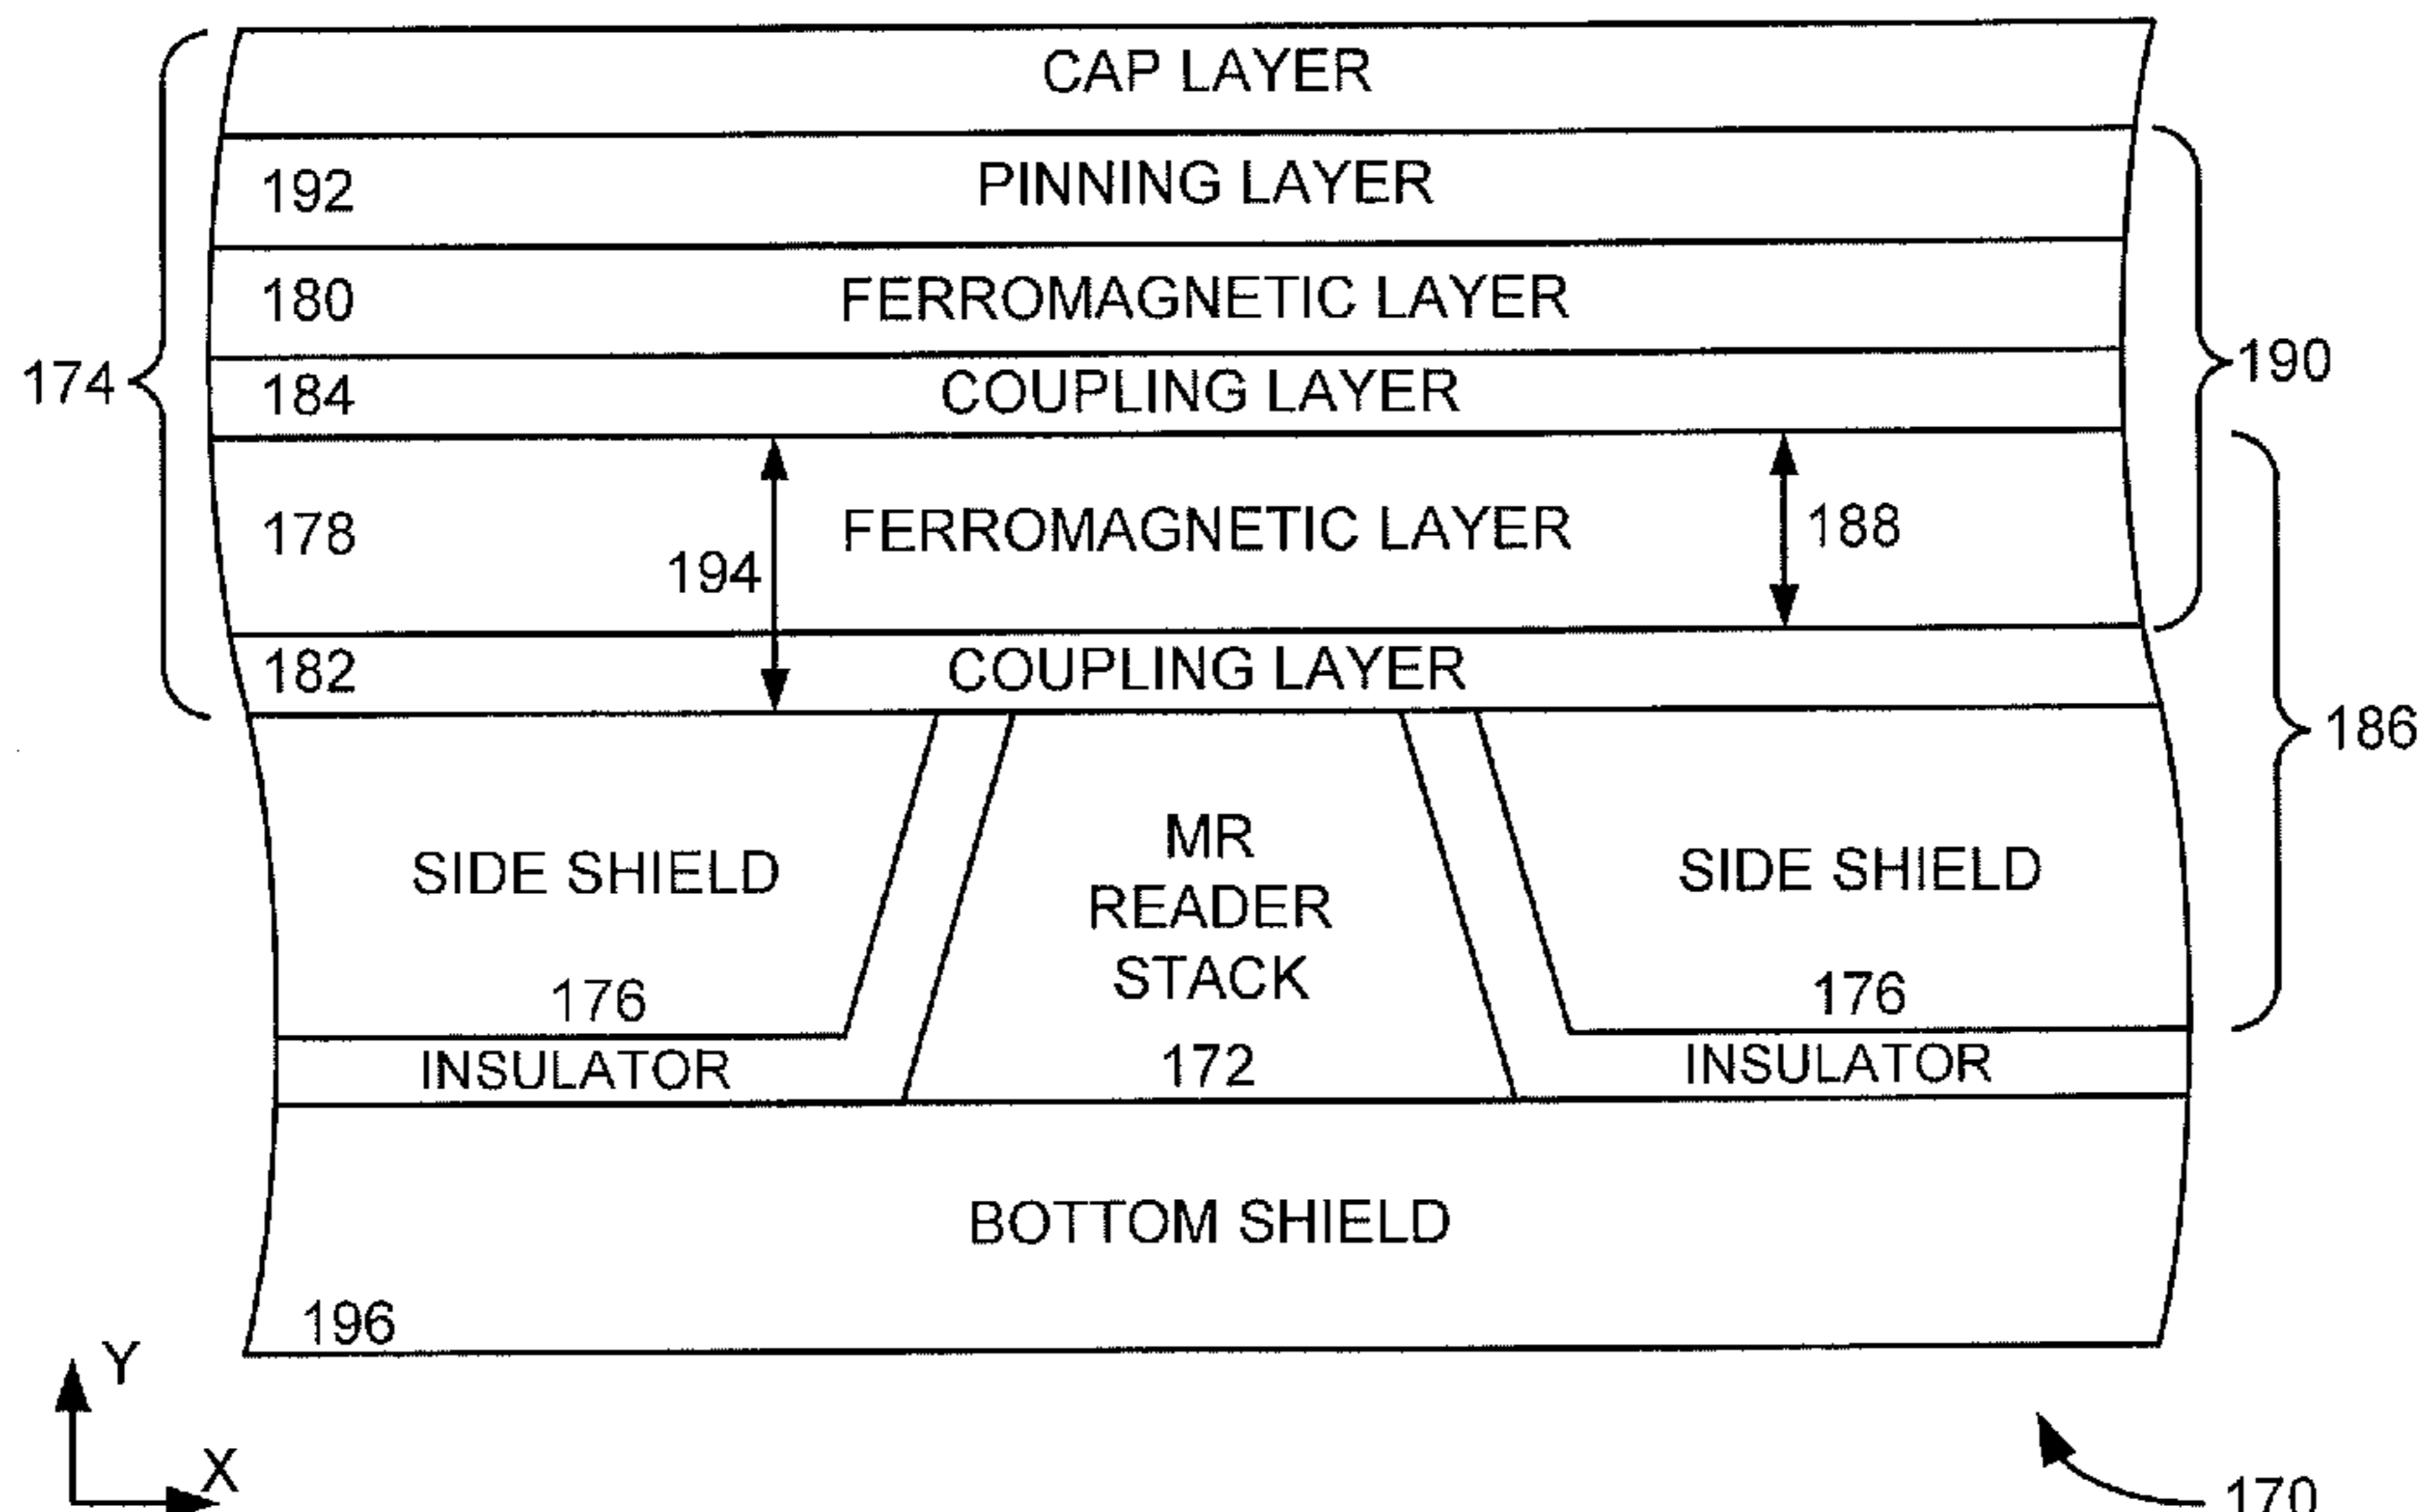 CAP LAYER
192 PINNING LAYER
180 FERROMAGNETIC LAYER
174
184 COUPLING LAYER
190
178 FERROMAGNETIC LAYER 188
194
182 COUPLING LAYER
186
SIDE SHIELD
176
MR
READER
STACK
172
SIDE SHIELD
176
INSULATOR
INSULATOR
BOTTOM SHIELD
196
Y
X
170